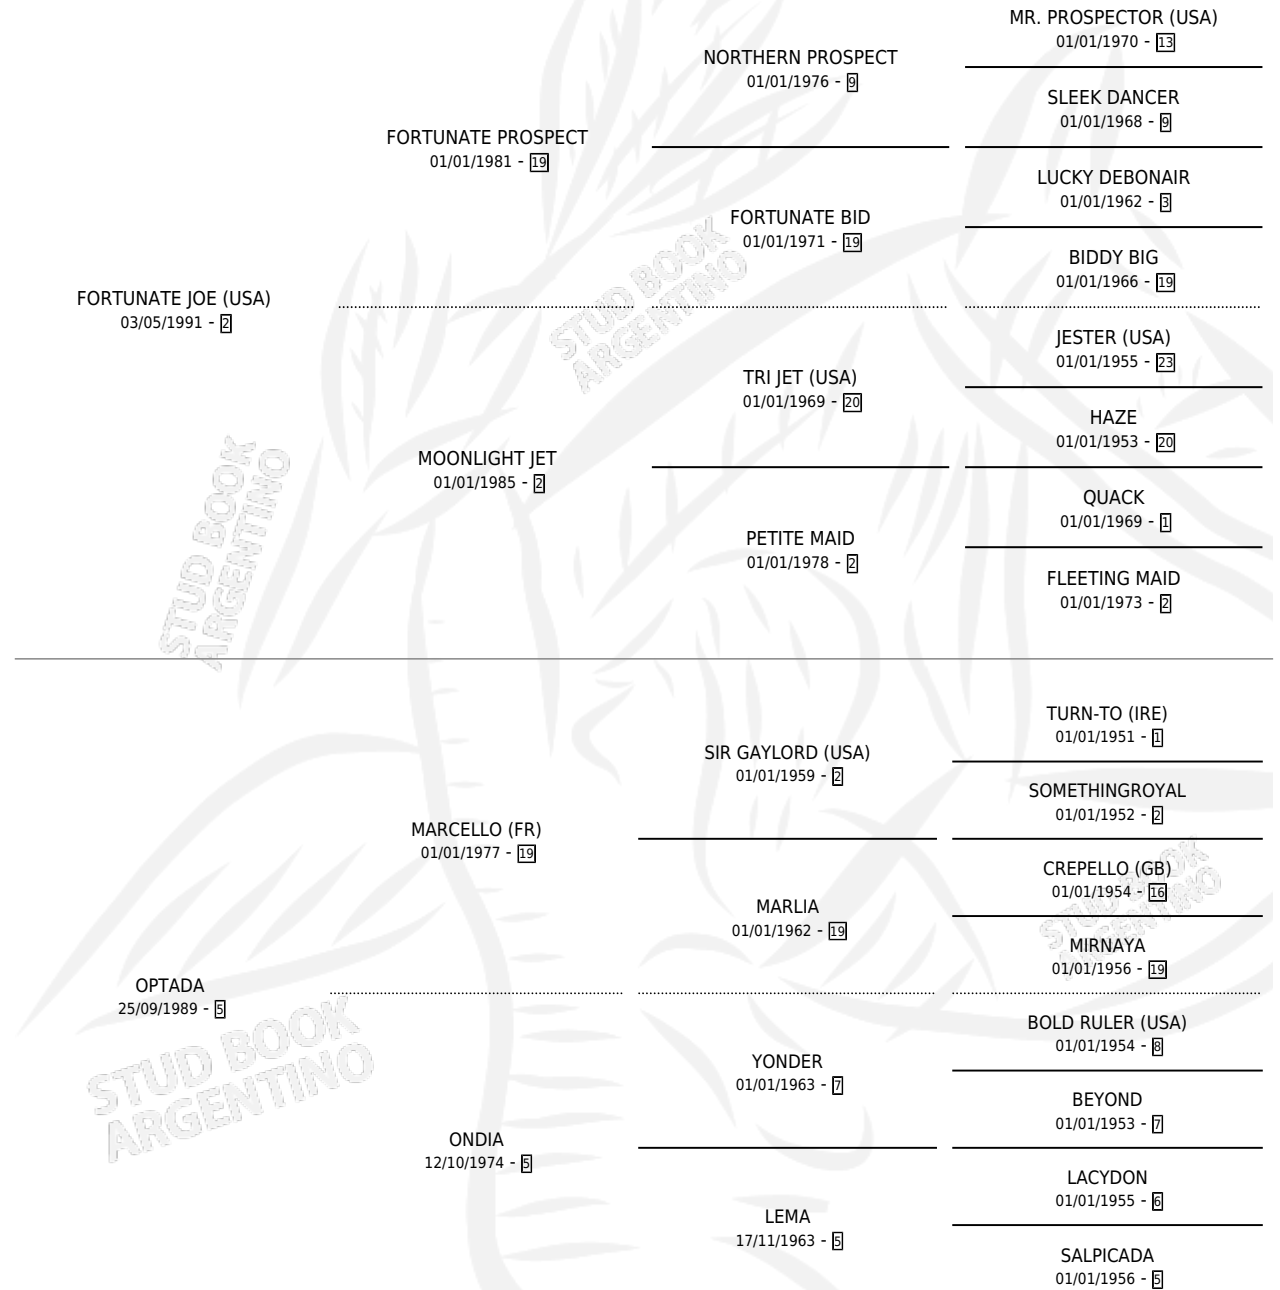 MR. PROSPECTOR (USA)
01/01/1970 - 13
NORTHERN PROSPECT
01/01/1976 - 9
SLEEK DANCER
01/01/1968 - 9
FORTUNATE PROSPECT
01/01/1981 - 19
LUCKY DEBONAIR
01/01/1962 - 3
FORTUNATE BID
01/01/1971 - 19
BIDDY BIG
01/01/1966 - 19
FORTUNATE JOE (USA)
03/05/1991 - 2
JESTER (USA)
01/01/1955 - 23
TRI JET (USA)
01/01/1969 - 20
HAZE
01/01/1953 - 20
MOONLIGHT JET
01/01/1985 - 2
QUACK
01/01/1969 - 1
PETITE MAID
01/01/1978 - 2
FLEETING MAID
01/01/1973 - 2
TURN-TO (IRE)
01/01/1951 - 1
SIR GAYLORD (USA)
01/01/1959 - 2
SOMETHINGROYAL
01/01/1952 - 2
MARCELLO (FR)
01/01/1977 - 19
CREPELLO (GB)
01/01/1954 - 16
MARLIA
01/01/1962 - 19
MIRNAYA
01/01/1956 - 19
OPTADA
25/09/1989 - 5
BOLD RULER (USA)
01/01/1954 - 8
YONDER
01/01/1963 - 7
BEYOND
01/01/1953 - 7
ONDIA
12/10/1974 - 5
LACYDON
01/01/1955 - 6
LEMA
17/11/1963 - 5
SALPICADA
01/01/1956 - 5
STUD BOOK
ARGENTINO
STUD BOOK
ARGENTINO
STUD BOOK
ARGENTINO
STUD BOOK
ARGENTINO